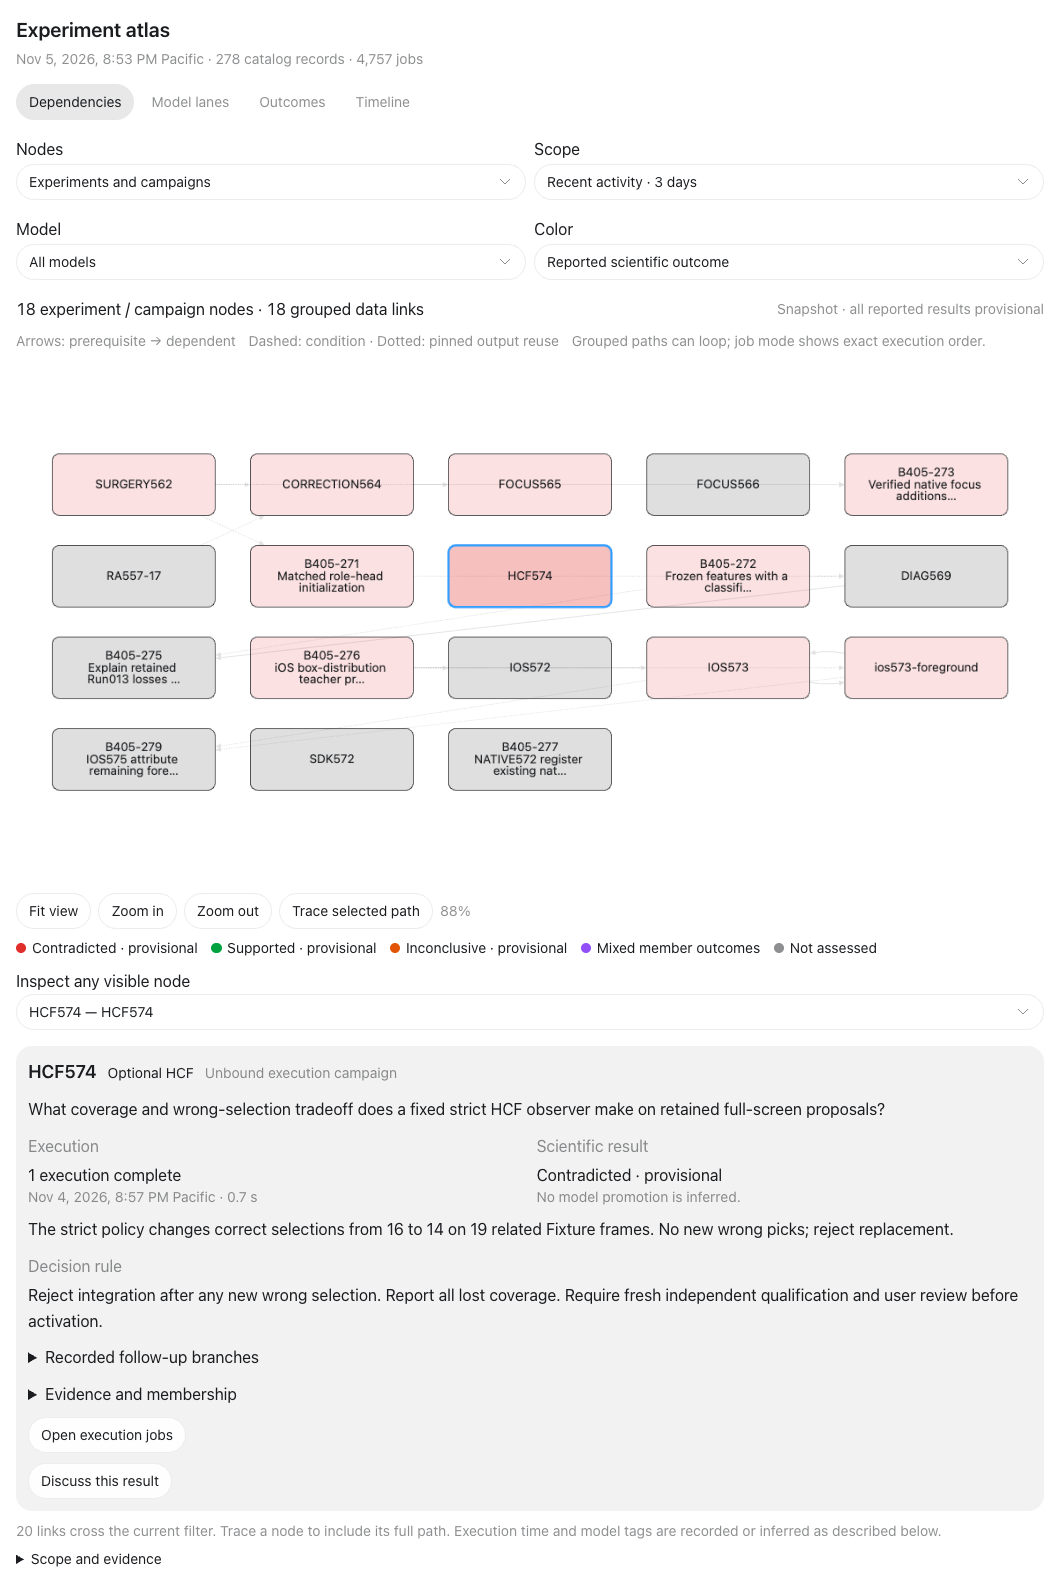 Experiment atlas
Nov 5, 2026, 8:53 PM Pacific · 278 catalog records · 4,757 jobs
Dependencies Model lanes Outcomes Timeline
Nodes Scope
Experiments and campaigns Recent activity · 3 days
Model Color
All models Reported scientific outcome
18 experiment / campaign nodes · 18 grouped data links Snapshot · all reported results provisional
Arrows: prerequisite → dependent Dashed: condition · Dotted: pinned output reuse Grouped paths can loop; job mode shows exact execution order.
SURGERY562
CORRECTION564
FOCUS565
FOCUS566
B405-273
Verified native focus
additions...
RA557-17
B405-271
Matched role-head
initialization
HCF574
B405-272
Frozen features with a
classifi...
DIAG569
B405-275
Explain retained
Run013 losses ...
B405-276
iOS box-distribution
teacher pr...
IOS572
IOS573
ios573-foreground
B405-279
IOS575 attribute
remaining fore...
SDK572
B405-277
NATIVE572 register
existing nat...
Fit view Zoom in Zoom out Trace selected path 88%
Contradicted · provisional Supported · provisional Inconclusive · provisional Mixed member outcomes Not assessed
Inspect any visible node
HCF574 — HCF574
HCF574 Optional HCF Unbound execution campaign
What coverage and wrong-selection tradeoff does a fixed strict HCF observer make on retained full-screen proposals?
Execution Scientific result
1 execution complete Contradicted · provisional
Nov 4, 2026, 8:57 PM Pacific · 0.7 s No model promotion is inferred.
The strict policy changes correct selections from 16 to 14 on 19 related Fixture frames. No new wrong picks; reject replacement.
Decision rule
Reject integration after any new wrong selection. Report all lost coverage. Require fresh independent qualification and user review before
activation.
Recorded follow-up branches
Evidence and membership
Open execution jobs
Discuss this result
20 links cross the current filter. Trace a node to include its full path. Execution time and model tags are recorded or inferred as described below.
Scope and evidence